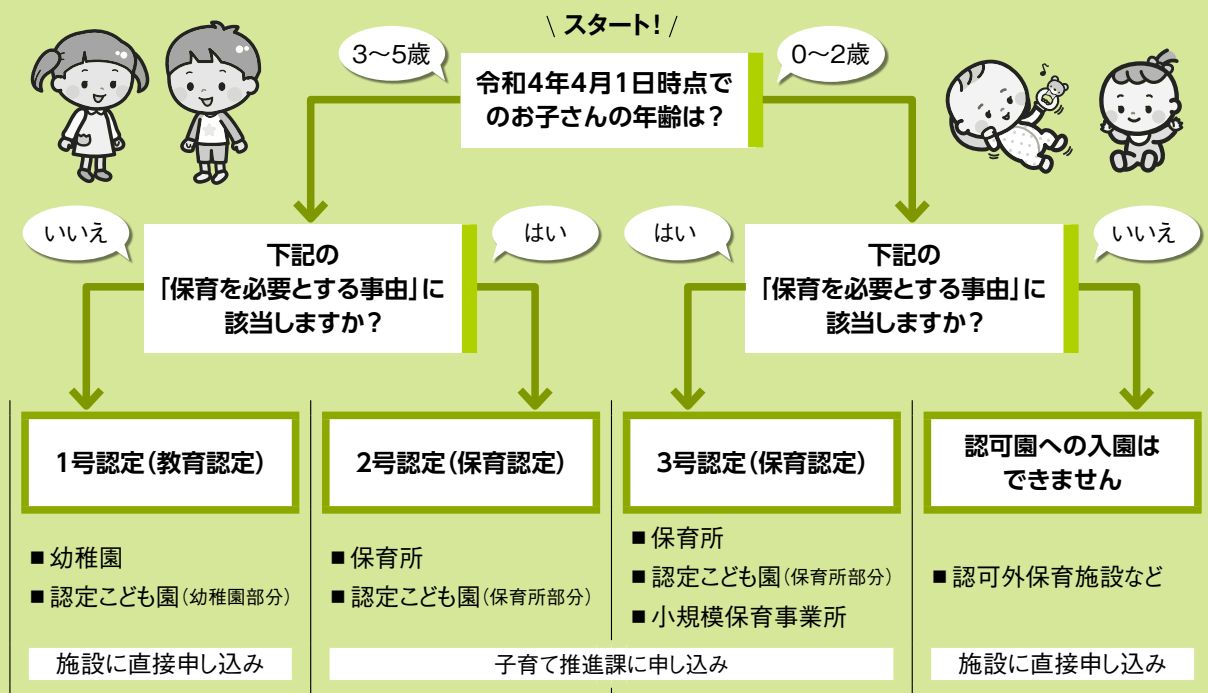 \ スタート! /
3〜5歳
令和4年4月1日時点で
のお子さんの年齢は？
0〜2歳
いいえ
下記の
「保育を必要とする事由」に
該当しますか？
はい
はい
下記の
「保育を必要とする事由」に
該当しますか？
いいえ
1号認定（教育認定）
2号認定（保育認定）
3号認定（保育認定）
認可園への入園は
できません
■幼稚園
■認定こども園（幼稚園部分）
■保育所
■認定こども園（保育所部分）
■保育所
■認定こども園（保育所部分）
■小規模保育事業所
■認可外保育施設など
施設に直接申し込み
子育て推進課に申し込み
施設に直接申し込み